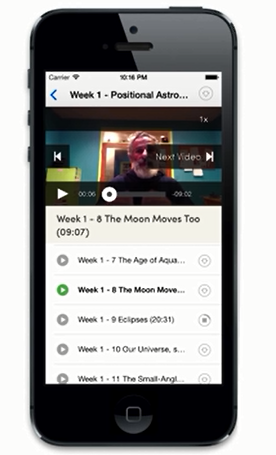 Carrier 10:16 PM
Week 1 - Positional Astro...
1x
Next Video
00:06 -09:02
Week 1 - 8 The Moon Moves Too
(09:07)
Week 1 - 7 The Age of Aqua...
Week 1 - 8 The Moon Move...
Week 1 - 9 Eclipses (20:31)
Week 1 - 10 Our Universe, s...
Week 1 - 11 The Small-Angl...